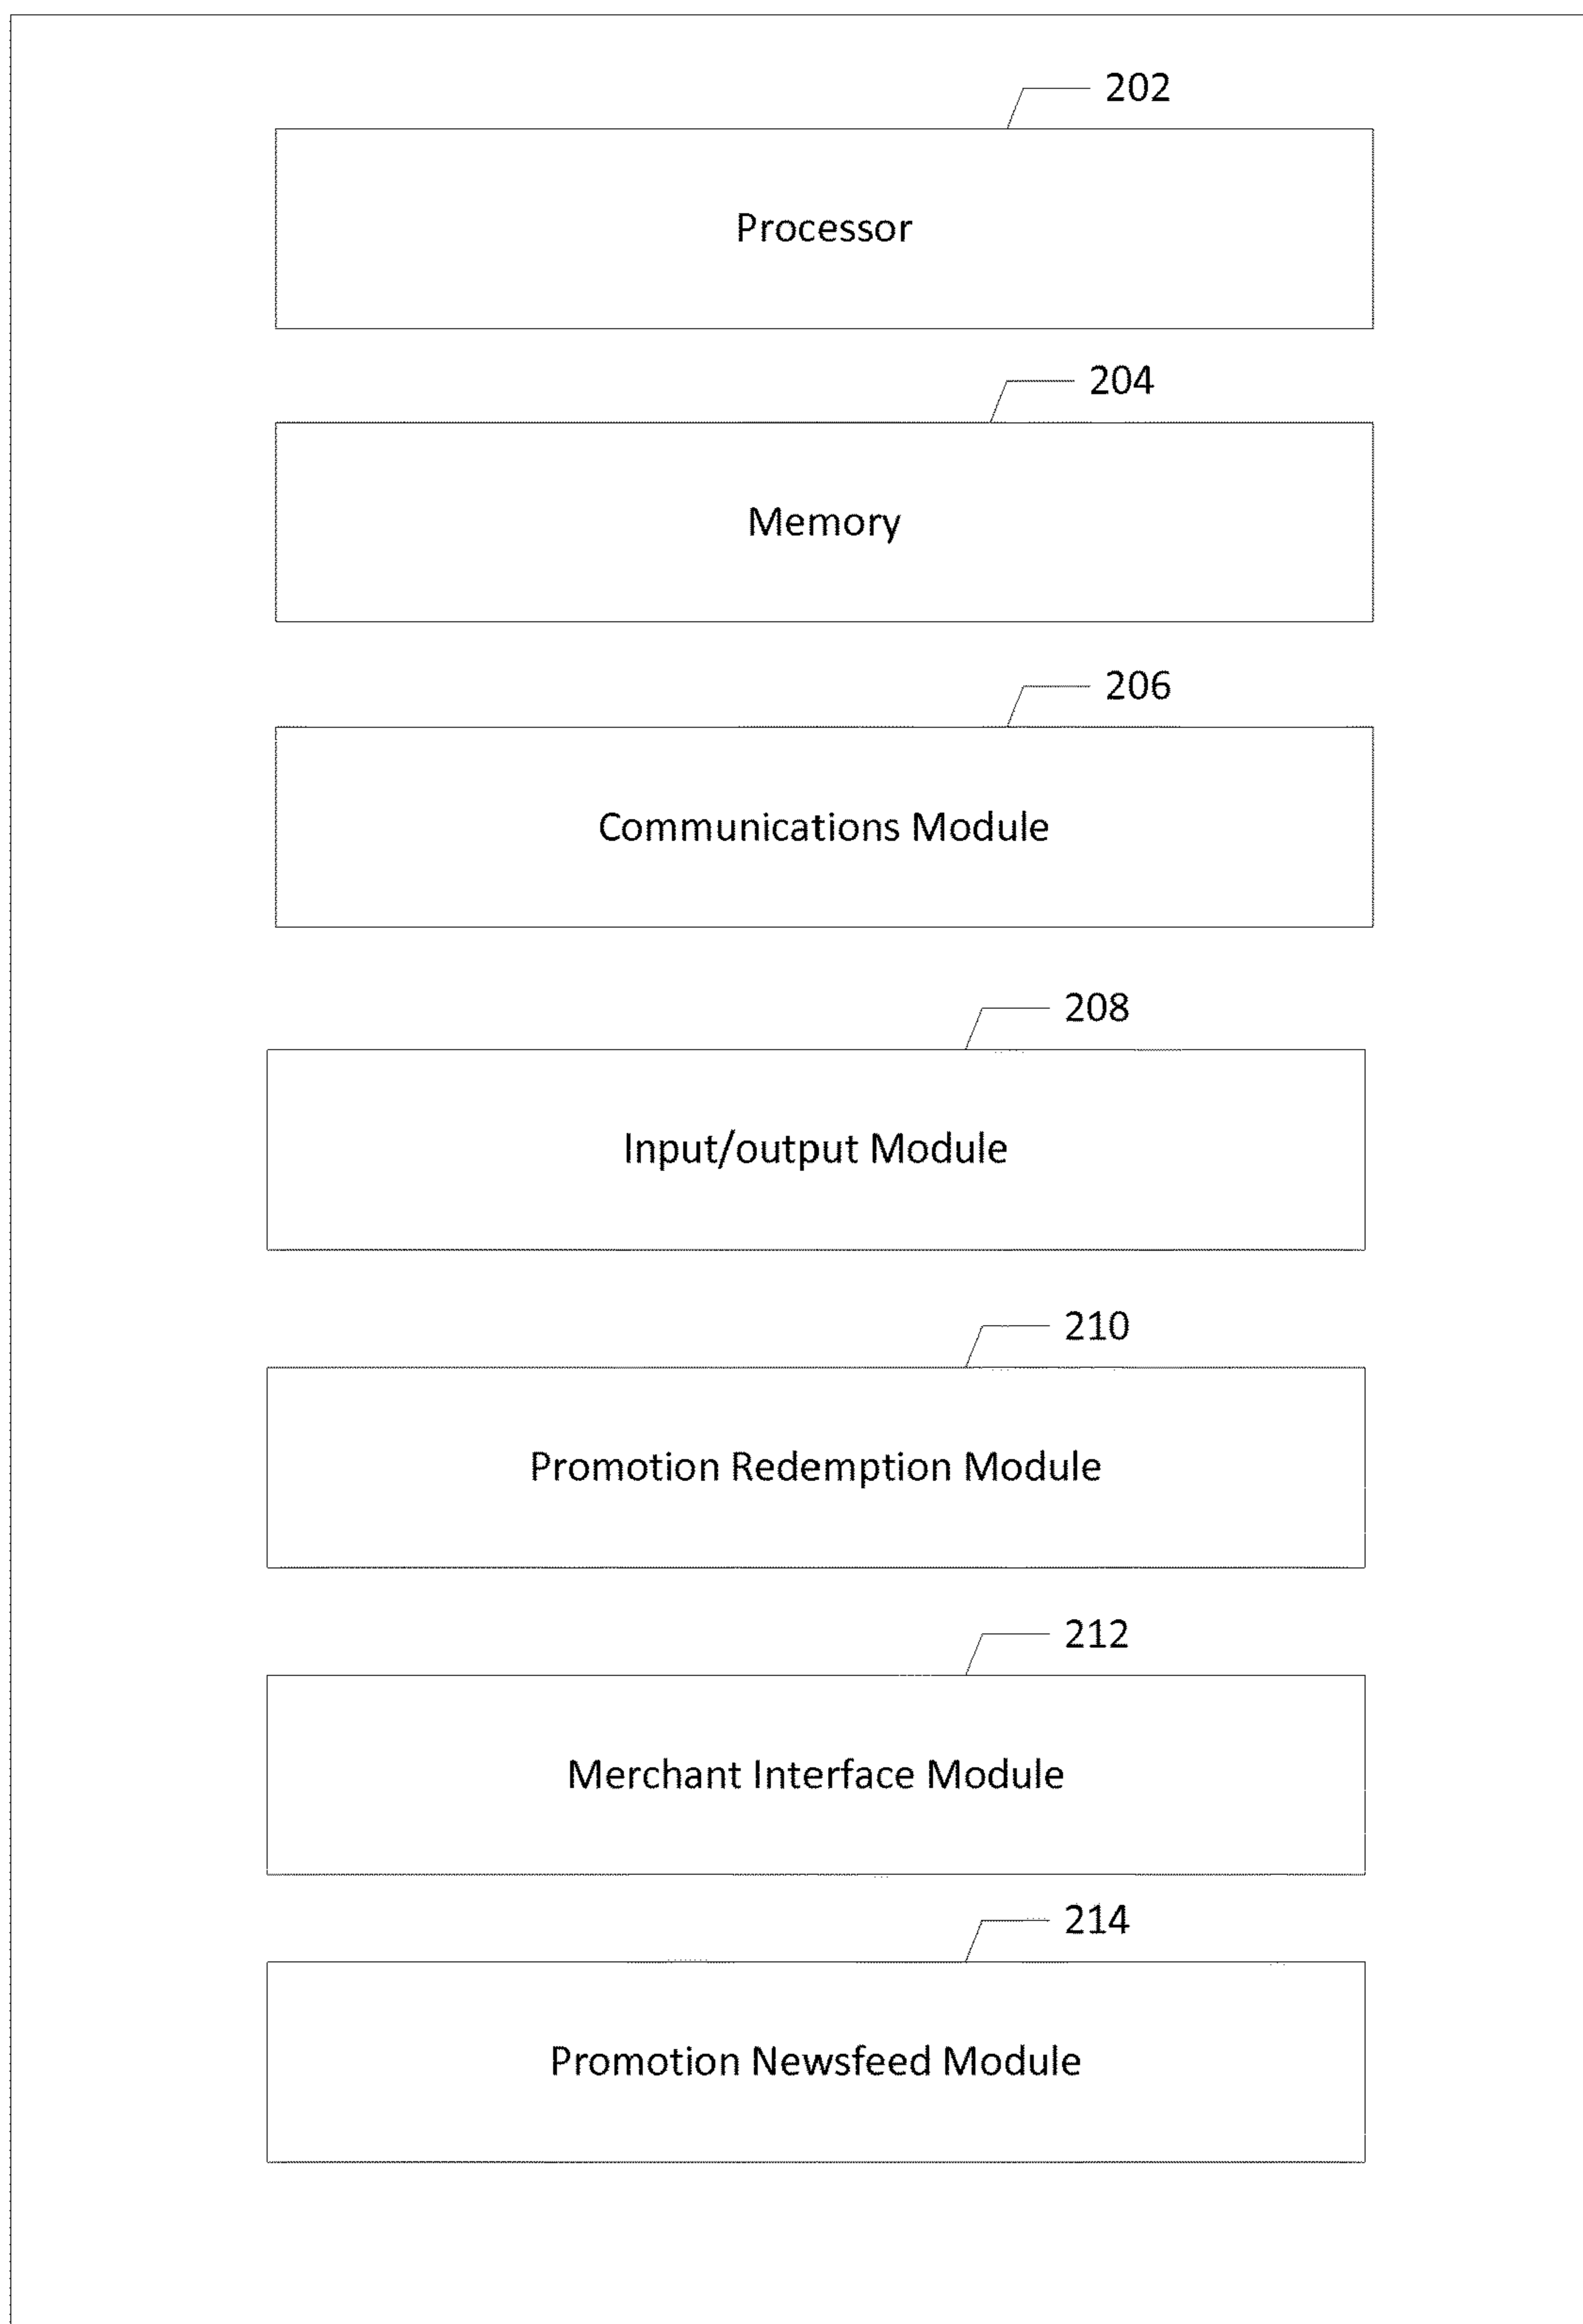 202
Processor
204
Memory
206
Communications Module
208
Input/output Module
210
Promotion Redemption Module
212
Merchant Interface Module
214
Promotion Newsfeed Module